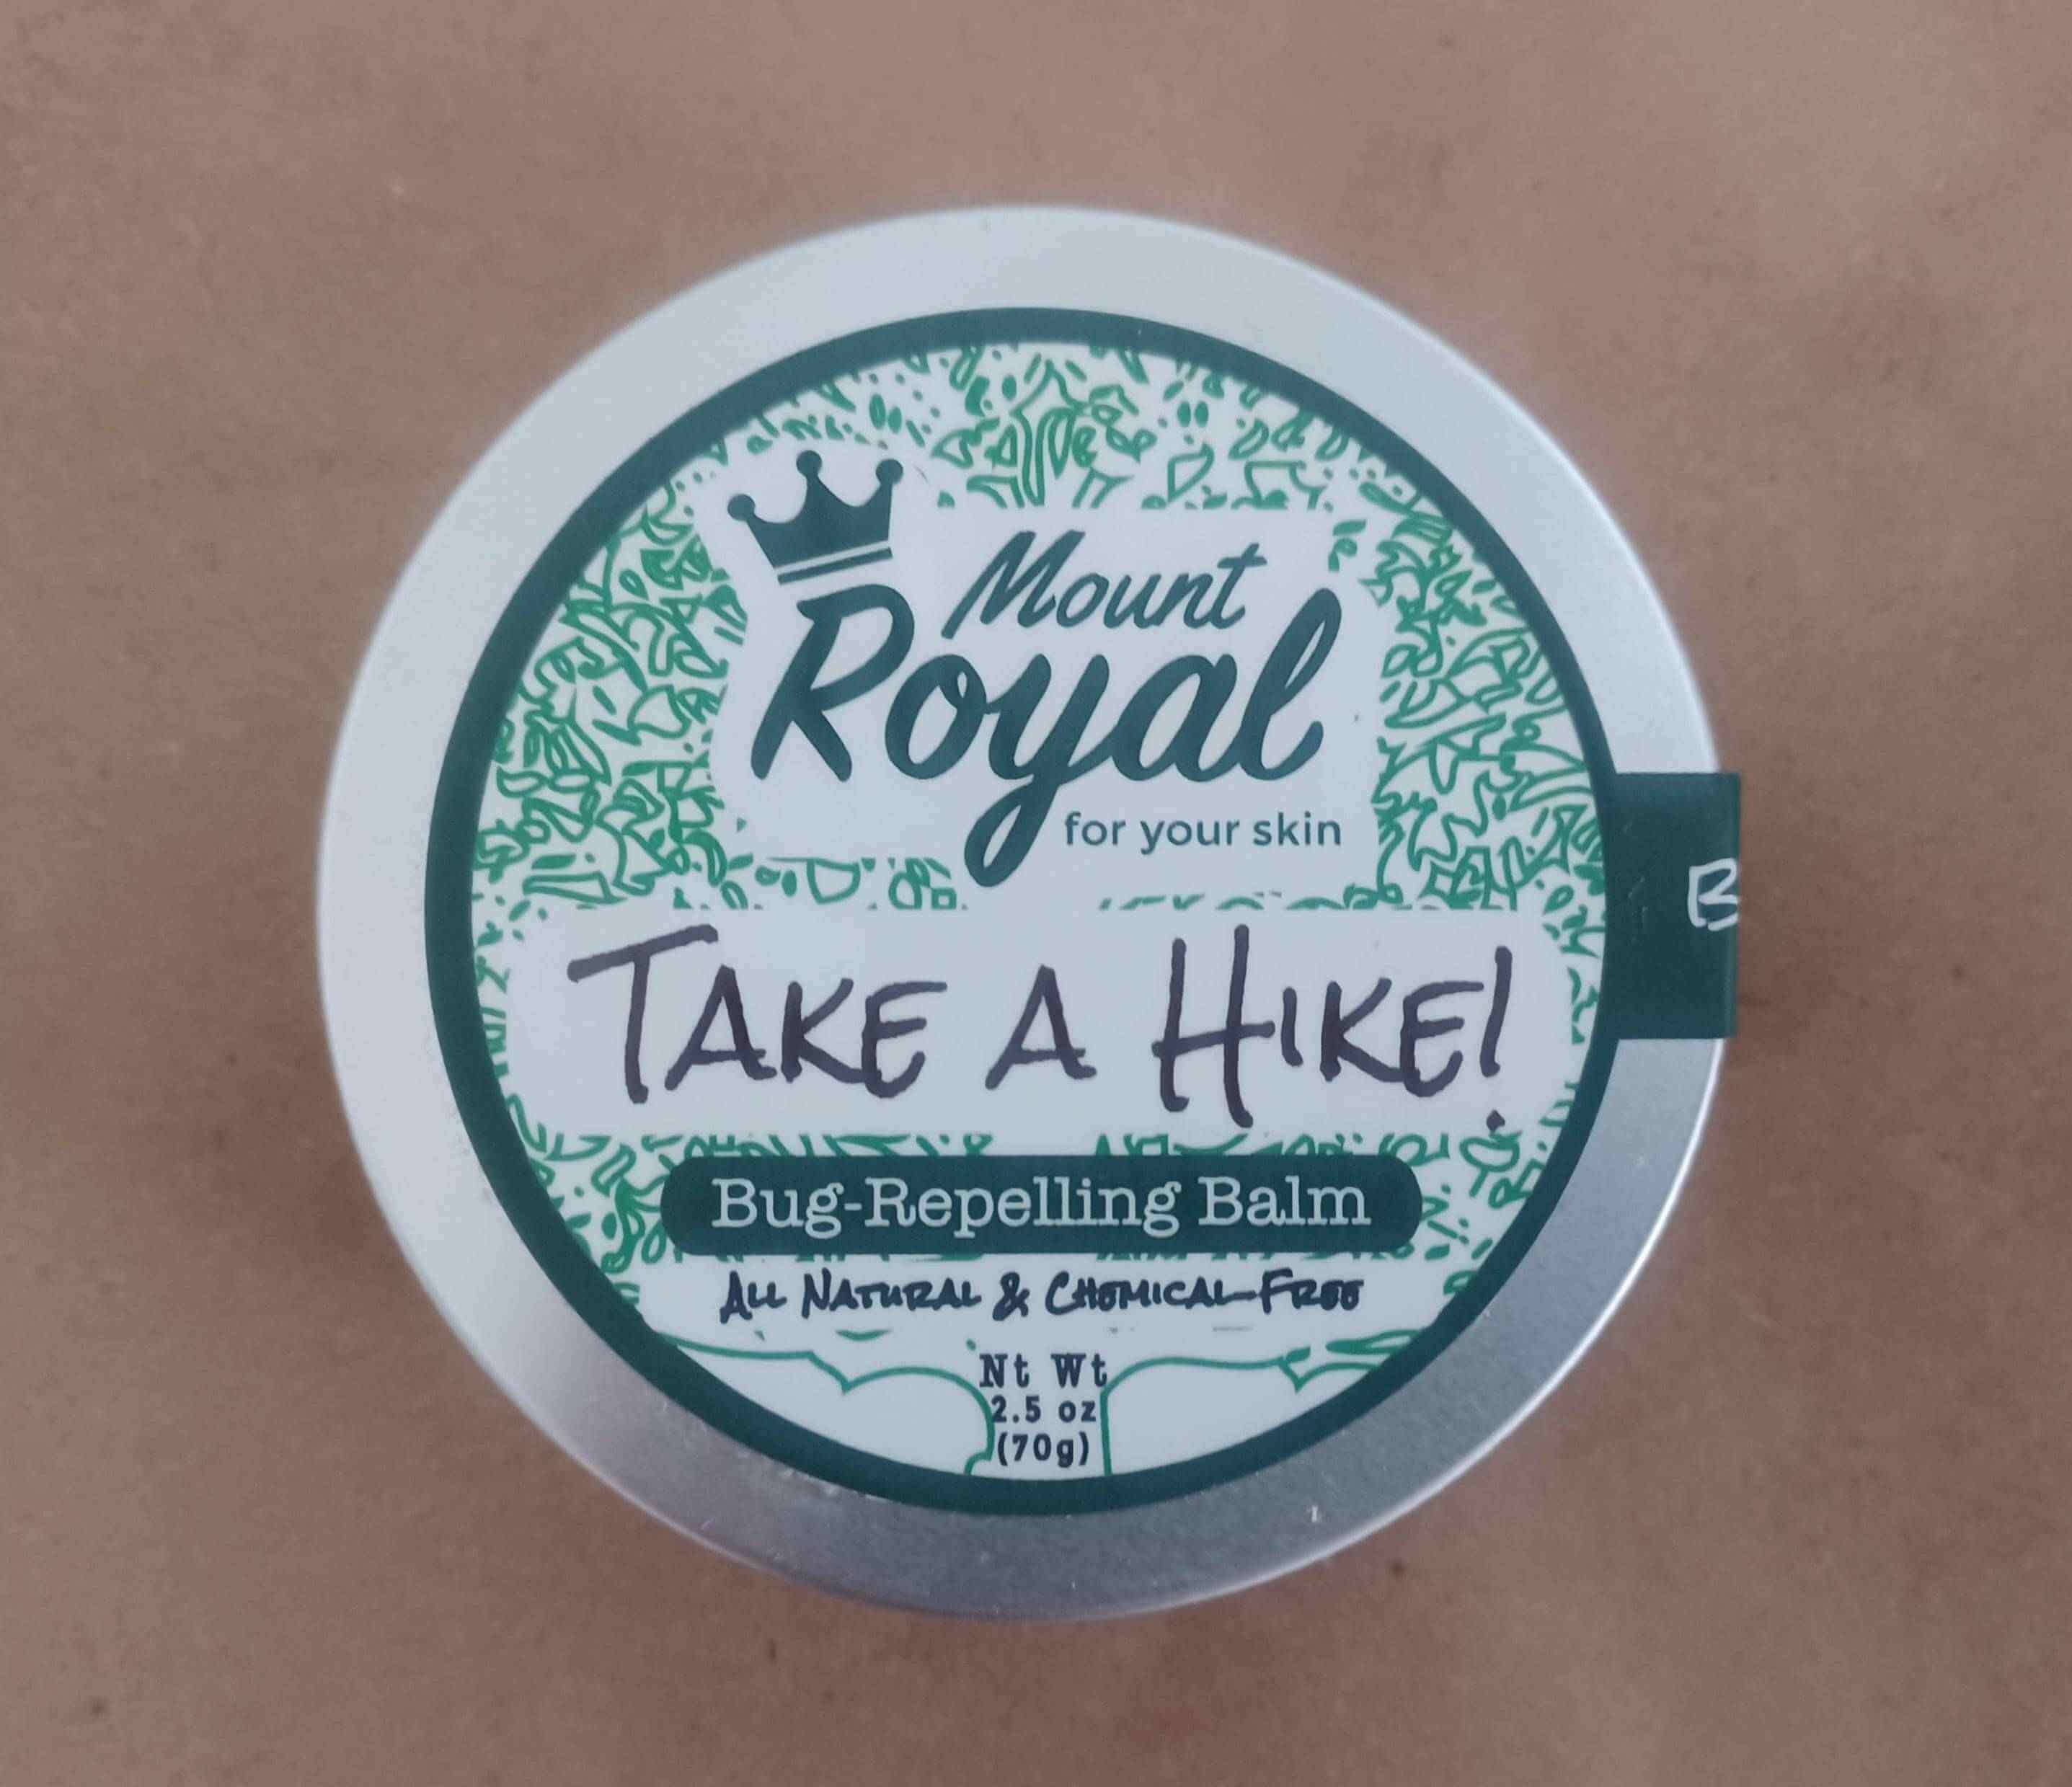 Mount
Royal
for your skin
TAKE A HIKE!
B
Bug-Repelling Balm
ALL NATURAL & CHEMICAL-FREE
Nt Wt
2.5 oz
(70g)